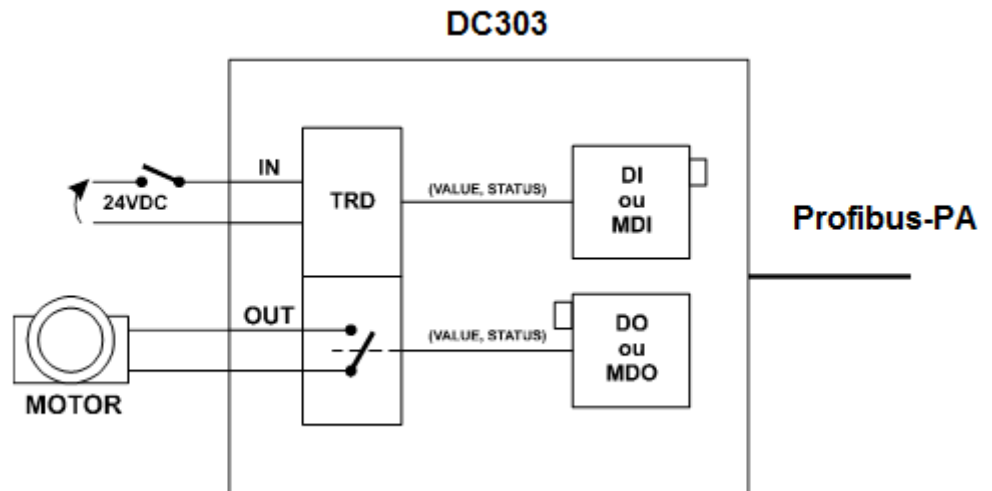 DC303
IN
24VDC
TRD
(VALUE, STATUS)
DI
ou
MDI
Profibus-PA
OUT
(VALUE, STATUS)
DO
ou
MDO
MOTOR